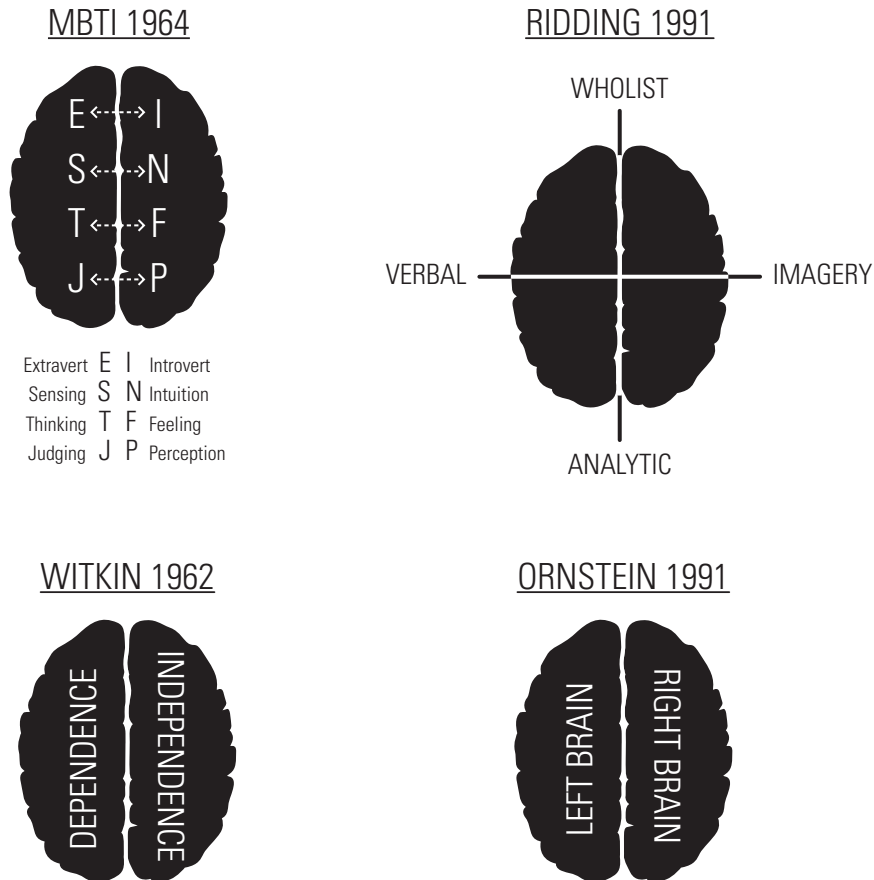 MBTI 1964
E I
S N
T F
J P
Extravert E I Introvert
Sensing S N Intuition
Thinking T F Feeling
Judging J P Perception
RIDDING 1991
WHOLIST
VERBAL IMAGERY
ANALYTIC
WITKIN 1962
DEPENDENCE
INDEPENDENCE
ORNSTEIN 1991
LEFT BRAIN
RIGHT BRAIN